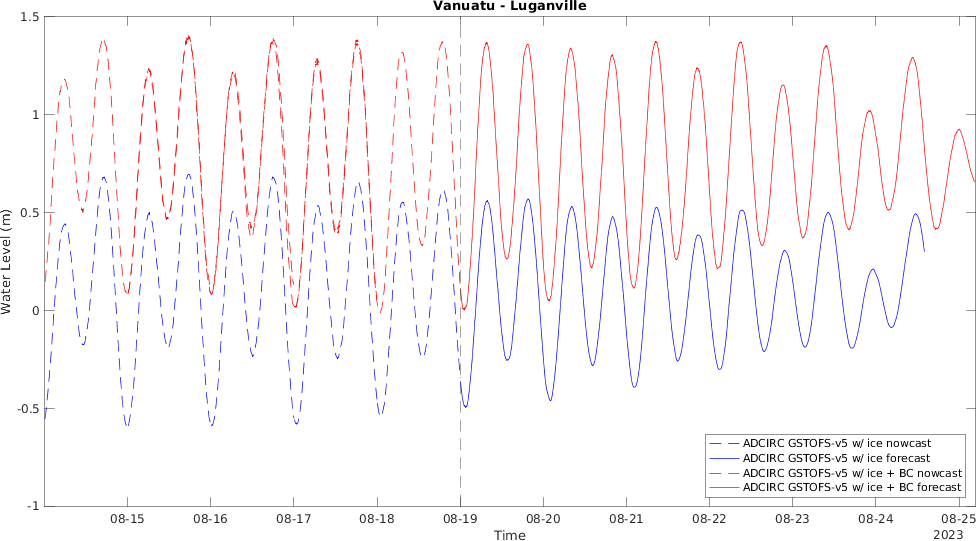 Vanuatu - Luganville
1.5
1
0.5
0
-0.5
-1
Water Level (m)
ADCIRC GSTOFS-v5 w/ ice nowcast
ADCIRC GSTOFS-v5 w/ ice forecast
ADCIRC GSTOFS-v5 w/ ice + BC nowcast
ADCIRC GSTOFS-v5 w/ ice + BC forecast
08-15 08-16 08-17 08-18 08-19 08-20 08-21 08-22 08-23 08-24 08-25
Time
2023